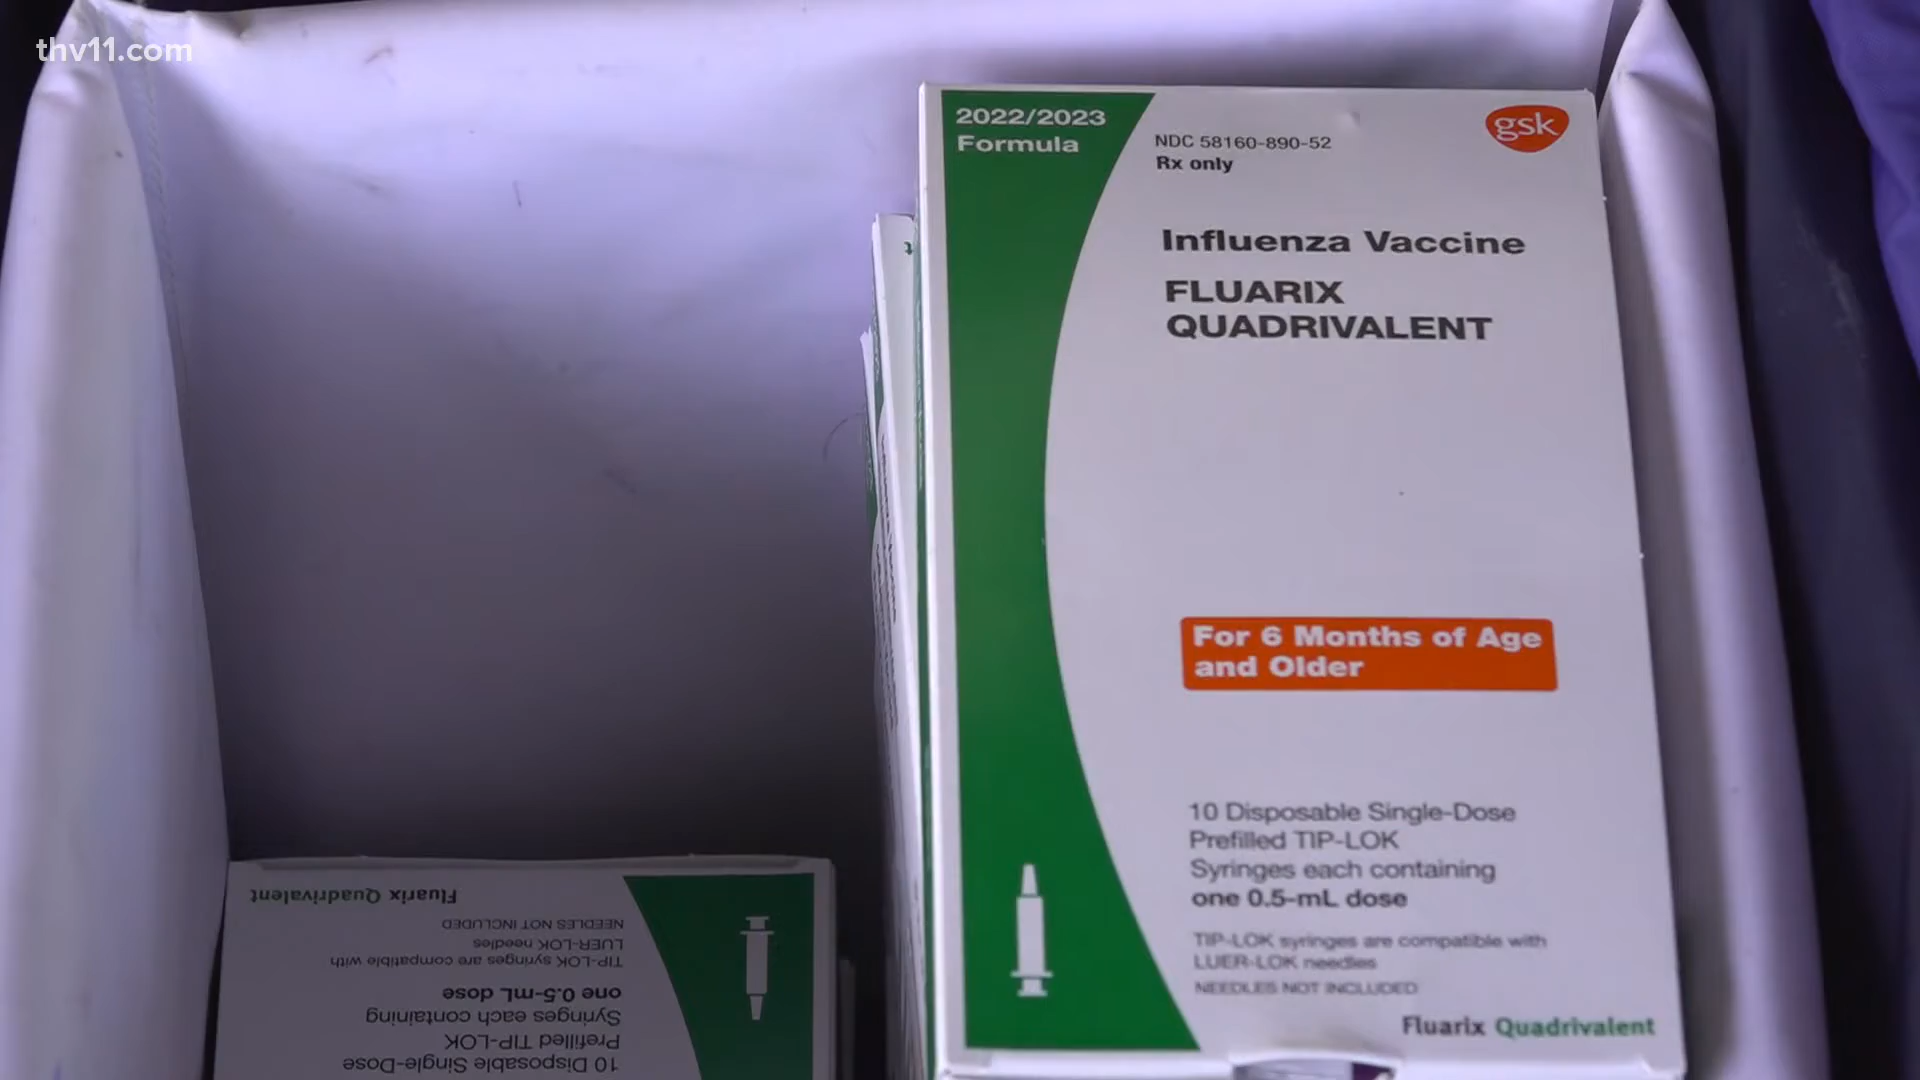 thv11.com
2022/2023
Formula
NDC 58160-890-52
Rx only
gsk
Influenza Vaccine
FLUARIX
QUADRIVALENT
For 6 Months of Age
and Older
10 Disposable Single-Dose
Prefilled TIP-LOK
Syringes each containing
one 0.5-mL dose
TIP-LOK syringes are compatible with
LUER-LOK needles
NEEDLES NOT INCLUDED
Fluarix Quadrivalent
10 Disposable Single-Dose
Prefilled TIP-LOK
Syringes each containing
one 0.5-mL dose
TIP-LOK syringes are compatible with
LUER-LOK needles
NEEDLES NOT INCLUDED
Fluarix Quadrivalent